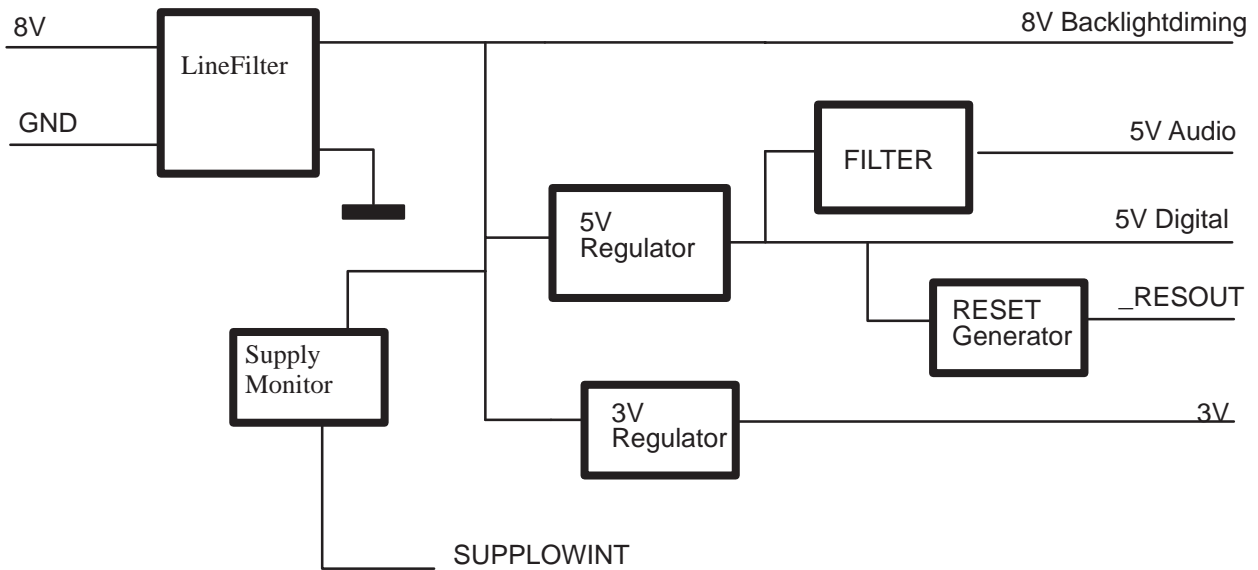 8V
8V Backlightdiming
LineFilter
GND
5V Audio
FILTER
5V
Regulator
5V Digital
_RESOUT
RESET
Generator
Supply
Monitor
3V
Regulator
3V
SUPPLOWINT